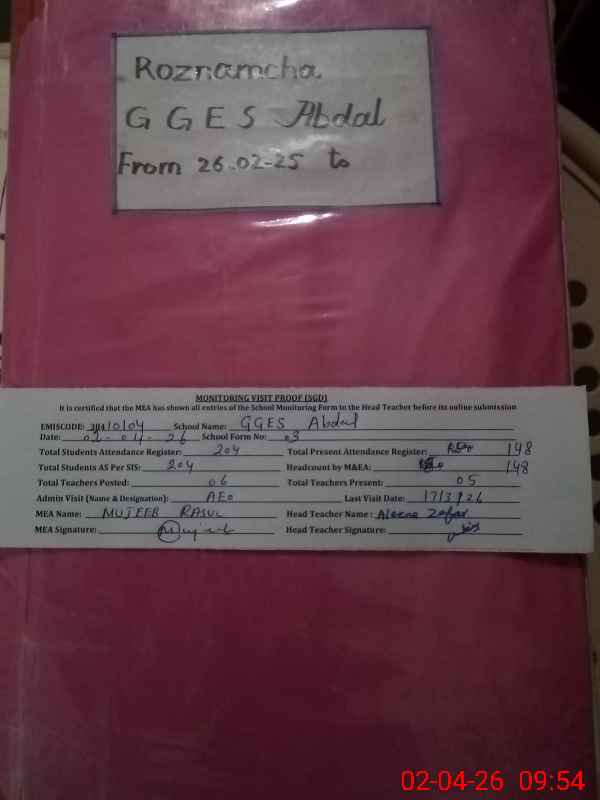 Roznamcha
GGES Abdal
From 26.02-25 to
MONITORING VISIT PROOF (SGD)
It is certified that the MEA has shown all entries of the School Monitoring Form to the Head Teacher before its online submission
EMISCODE: School Name: GGES Abdal
Date: 02-04-26 School Form No: 03
Total Students Attendance Register: 204 Total Present Attendance Register: 148
Total Students AS Per SIS: 204 Headcount by M&EA: 148
Total Teachers Posted: 06 Total Teachers Present: 05
Admin Visit (Name & Designation): AEO Last Visit Date: 17/3/26
MEA Name: MUJEEB RASUL Head Teacher Name: Aleena Zafar
MEA Signature: Mujeeb Head Teacher Signature:
02-04-26 09:54